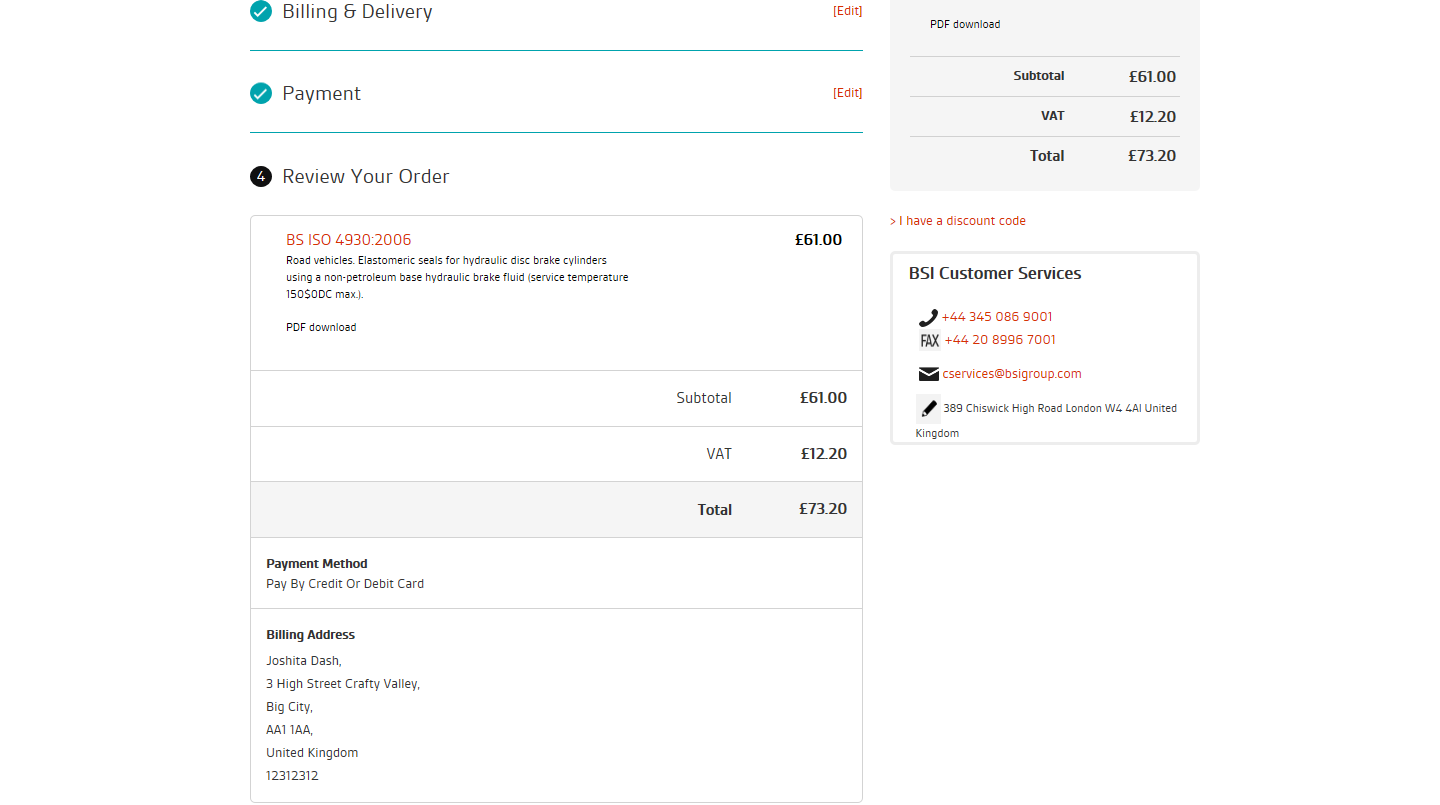 Billing & Delivery
[Edit]
Payment
[Edit]
4 Review Your Order
BS ISO 4930:2006
£61.00
Road vehicles. Elastomeric seals for hydraulic disc brake cylinders
using a non-petroleum base hydraulic brake fluid (service temperature
150$0DC max.).
PDF download
Subtotal £61.00
VAT £12.20
Total £73.20
Payment Method
Pay By Credit Or Debit Card
Billing Address
Joshita Dash,
3 High Street Crafty Valley,
Big City,
AA1 1AA,
United Kingdom
12312312
PDF download
Subtotal £61.00
VAT £12.20
Total £73.20
> I have a discount code
BSI Customer Services
+44 345 086 9001
FAX +44 20 8996 7001
cservices@bsigroup.com
389 Chiswick High Road London W4 4Al United
Kingdom